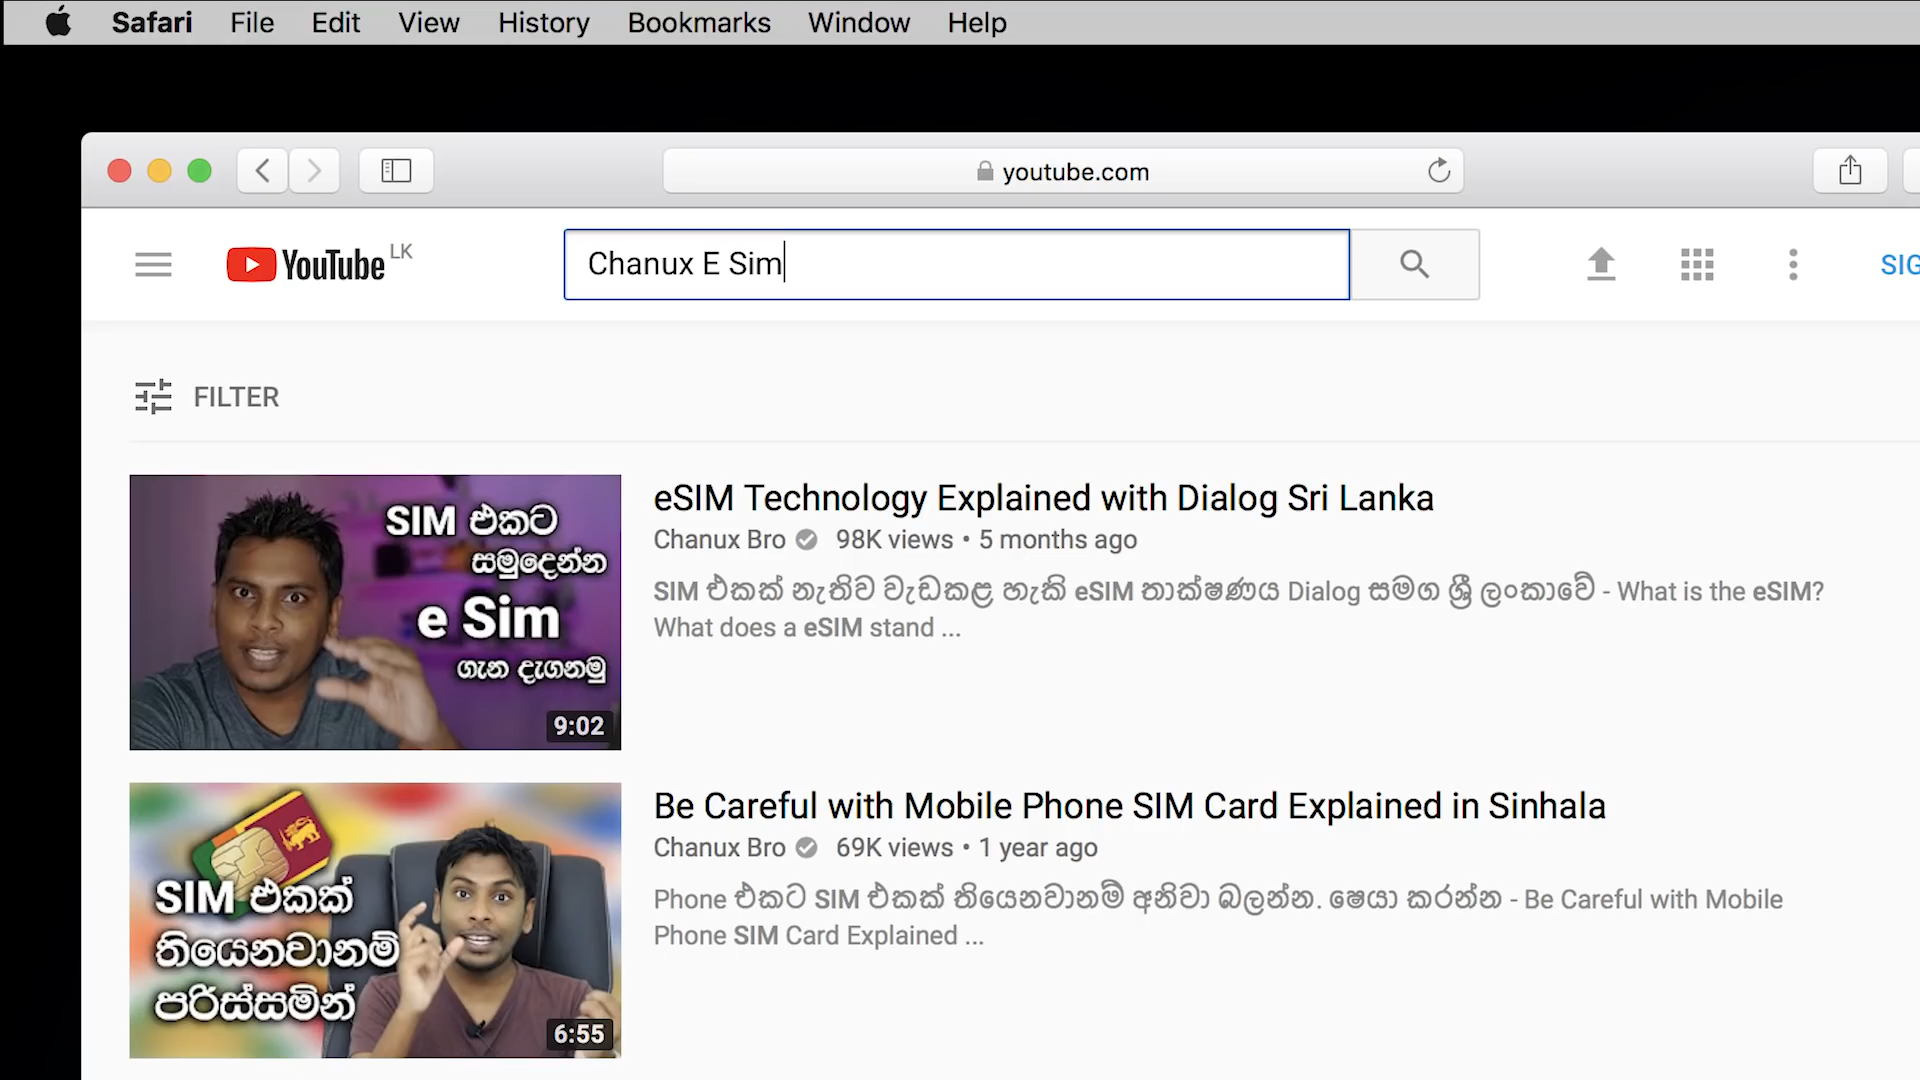 Safari File Edit View History Bookmarks Window Help
youtube.com
YouTube LK
Chanux E Sim
SIG
FILTER
SIM එකට
සමුදෙන්න
e Sim
ගැන දැගනමු
9:02
eSIM Technology Explained with Dialog Sri Lanka
Chanux Bro 98K views • 5 months ago
SIM එකක් නැතිව වැඩකළ හැකි eSIM තාක්ෂණය Dialog සමග ශ්‍රී ලංකාවේ - What is the eSIM?
What does a eSIM stand ...
SIM එකක්
තියෙනවානම්
පරිස්සමින්
6:55
Be Careful with Mobile Phone SIM Card Explained in Sinhala
Chanux Bro 69K views • 1 year ago
Phone එකට SIM එකක් තියෙනවානම් අනිවා බලන්න. ෂෙයා කරන්න - Be Careful with Mobile
Phone SIM Card Explained ...